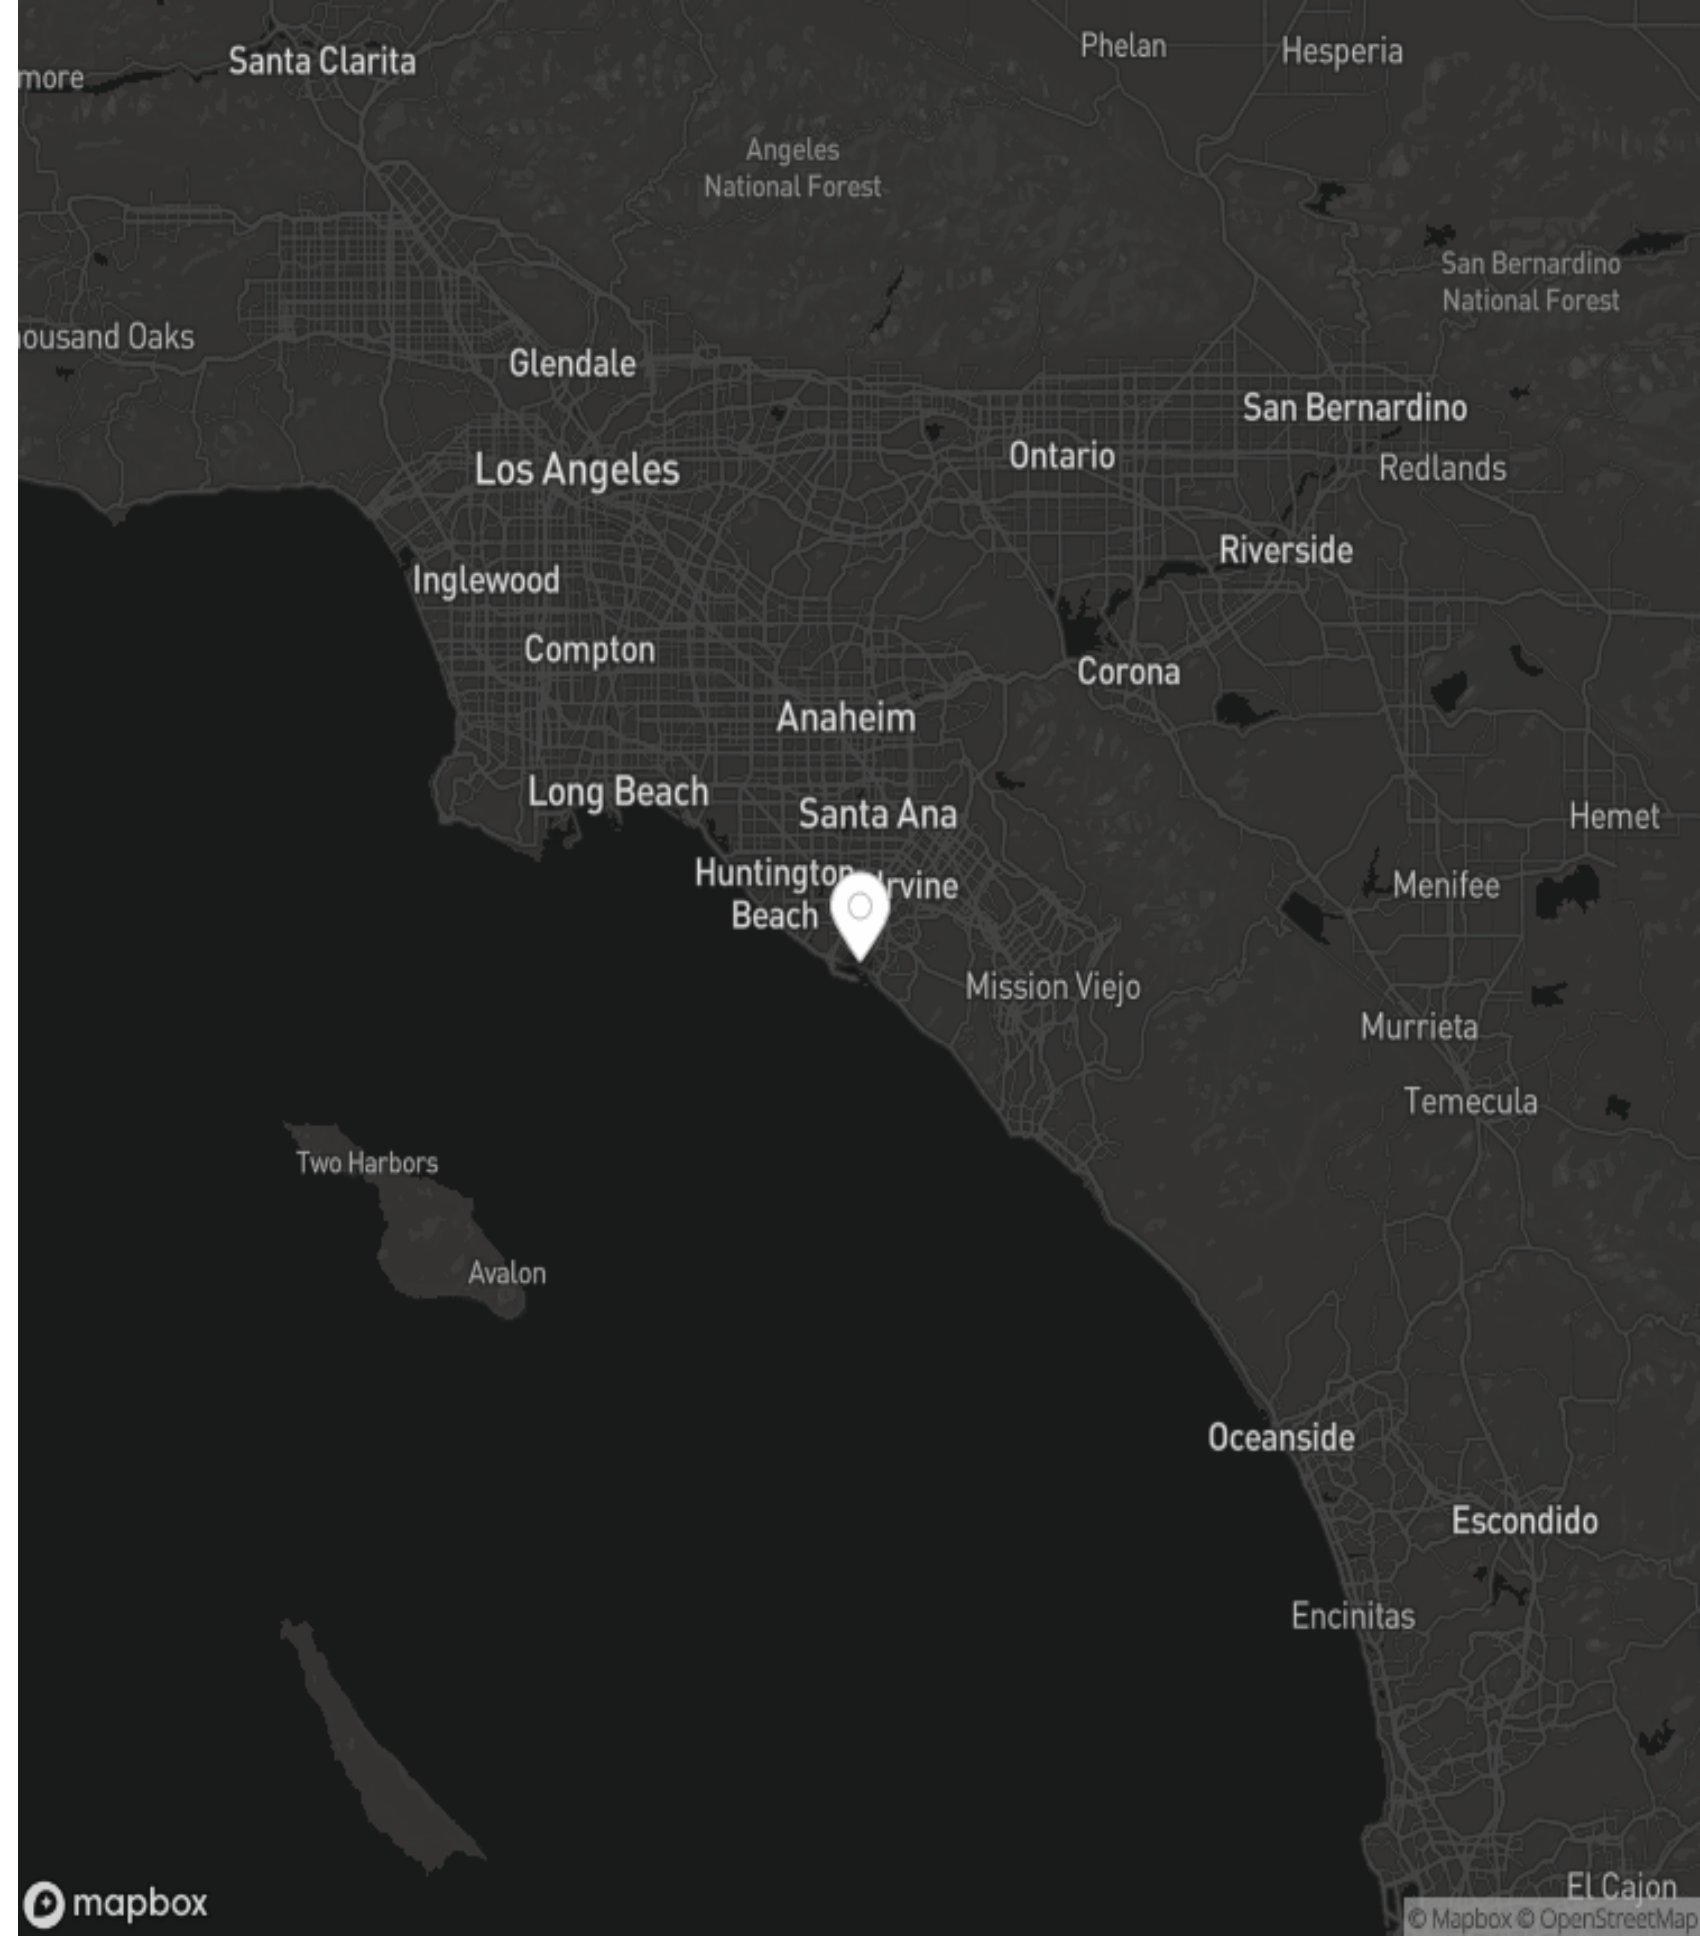 Santa Clarita
Phelan
Hesperia
more
Angeles
National Forest
San Bernardino
National Forest
housand Oaks
Glendale
San Bernardino
Los Angeles
Ontario
Redlands
Riverside
Inglewood
Compton
Corona
Anaheim
Long Beach
Santa Ana
Hemet
Huntington
Beach
Irvine
Menifee
Mission Viejo
Murrieta
Temecula
Two Harbors
Avalon
Oceanside
Escondido
Encinitas
El Cajon
mapbox
© Mapbox © OpenStreetMap